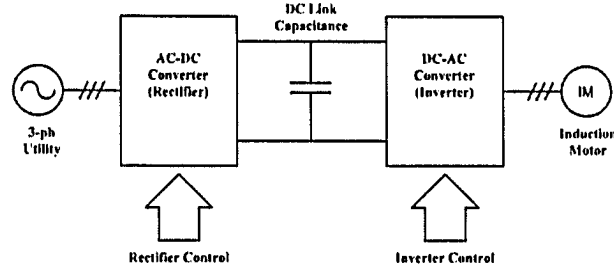 DC Link
Capacitance
AC-DC
Converter
(Rectifier)
DC-AC
Converter
(Inverter)
IM
3-ph
Utility
Induction
Motor
Rectifier Control
Inverter Control